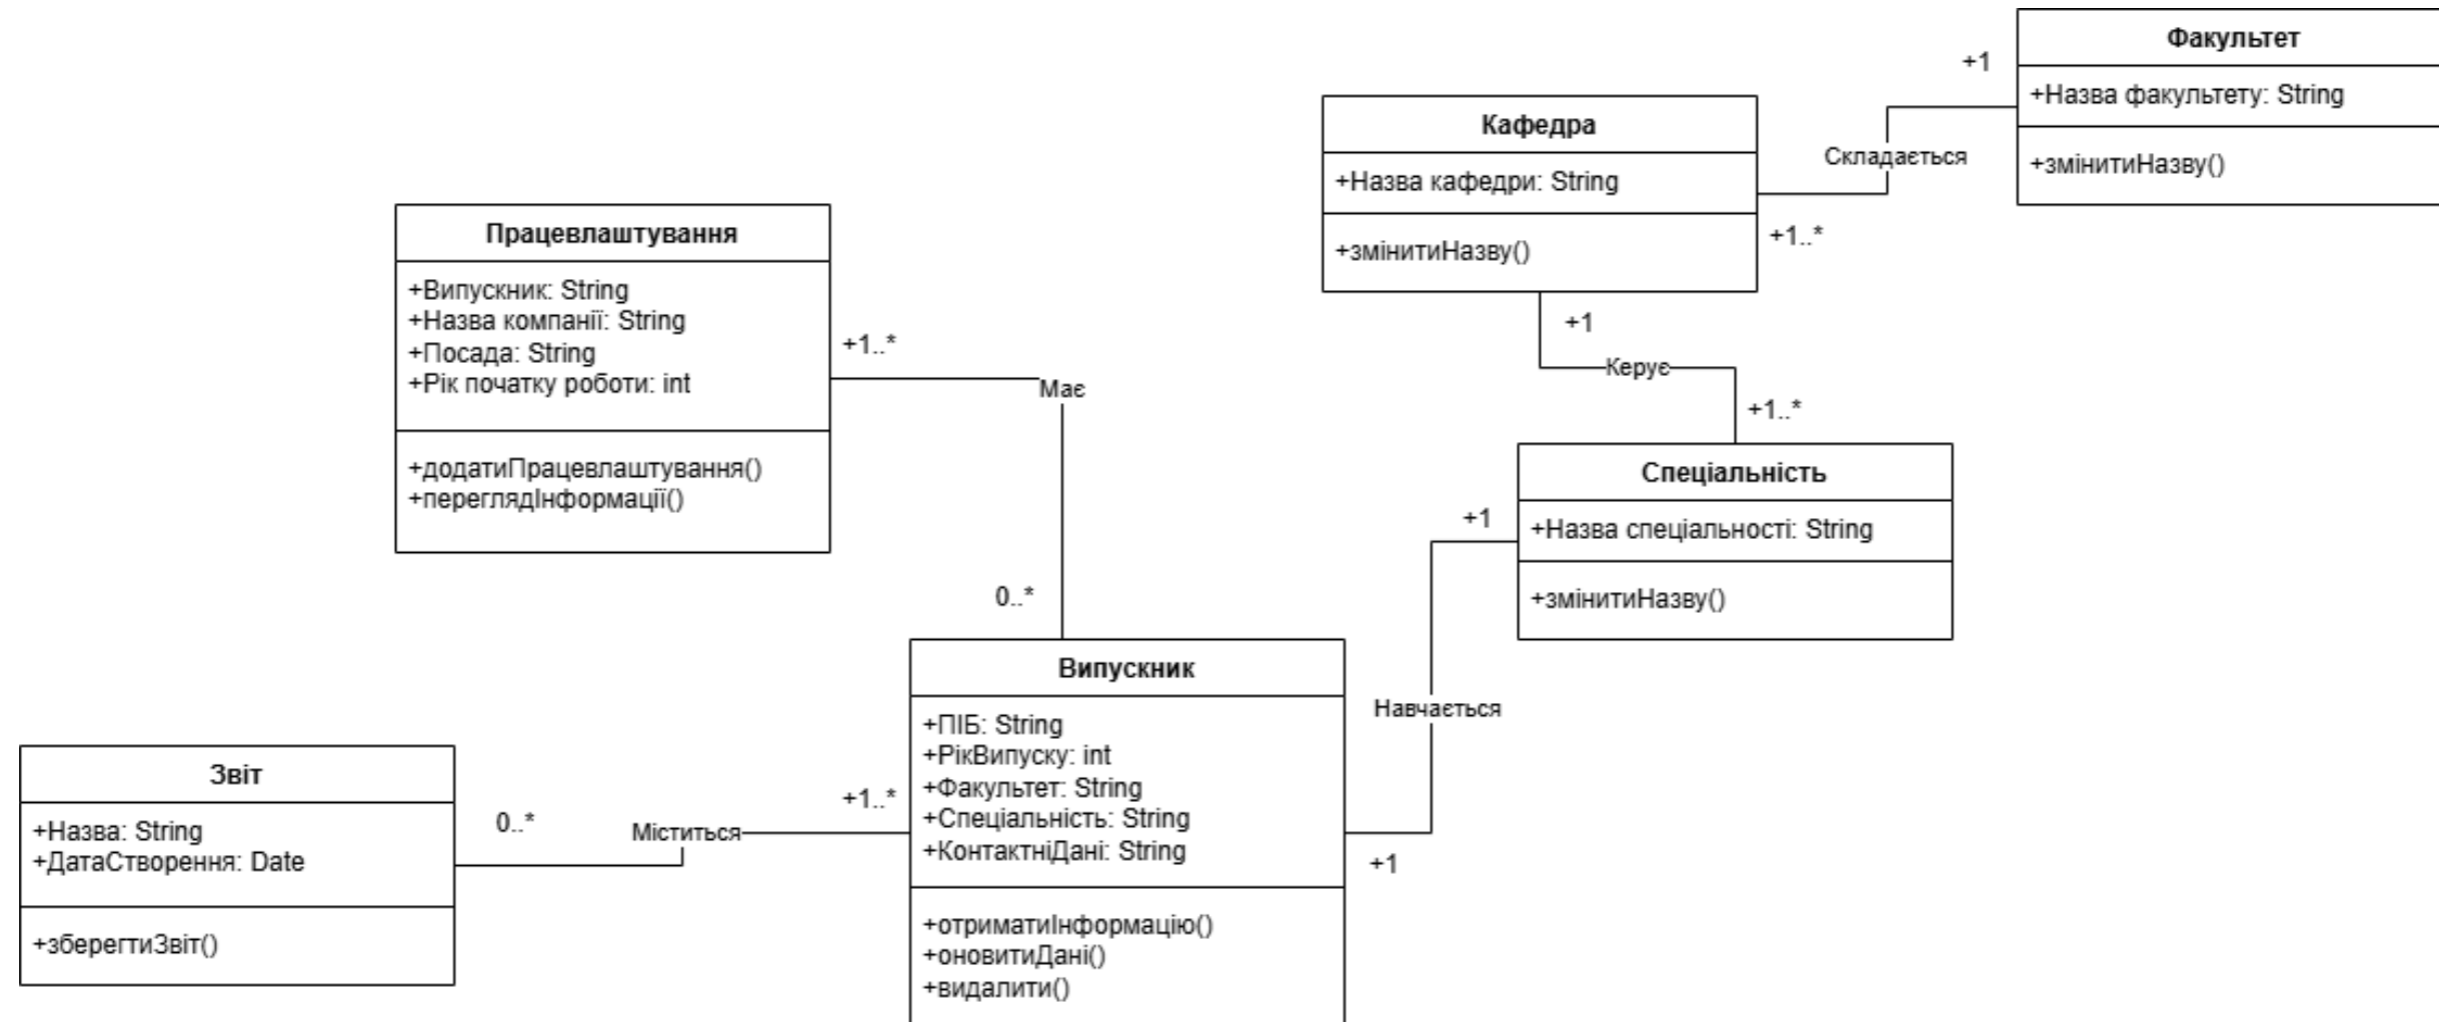 Факультет
+Назва факультету: String
+змінитиНазву()
+1
Складається
+1..*
Кафедра
+Назва кафедри: String
+змінитиНазву()
+1
Керує
+1..*
Працевлаштування
+Випускник: String
+Назва компанії: String
+Посада: String
+Рік початку роботи: int
+додатиПрацевлаштування()
+переглядІнформації()
+1..*
Має
0..*
Спеціальність
+Назва спеціальності: String
+змінитиНазву()
+1
Навчається
+1
Випускник
+ПІБ: String
+РікВипуску: int
+Факультет: String
+Спеціальність: String
+КонтактніДані: String
+отриматиІнформацію()
+оновитиДані()
+видалити()
Звіт
+Назва: String
+ДатаСтворення: Date
+зберегтиЗвіт()
0..*
Міститься
+1..*